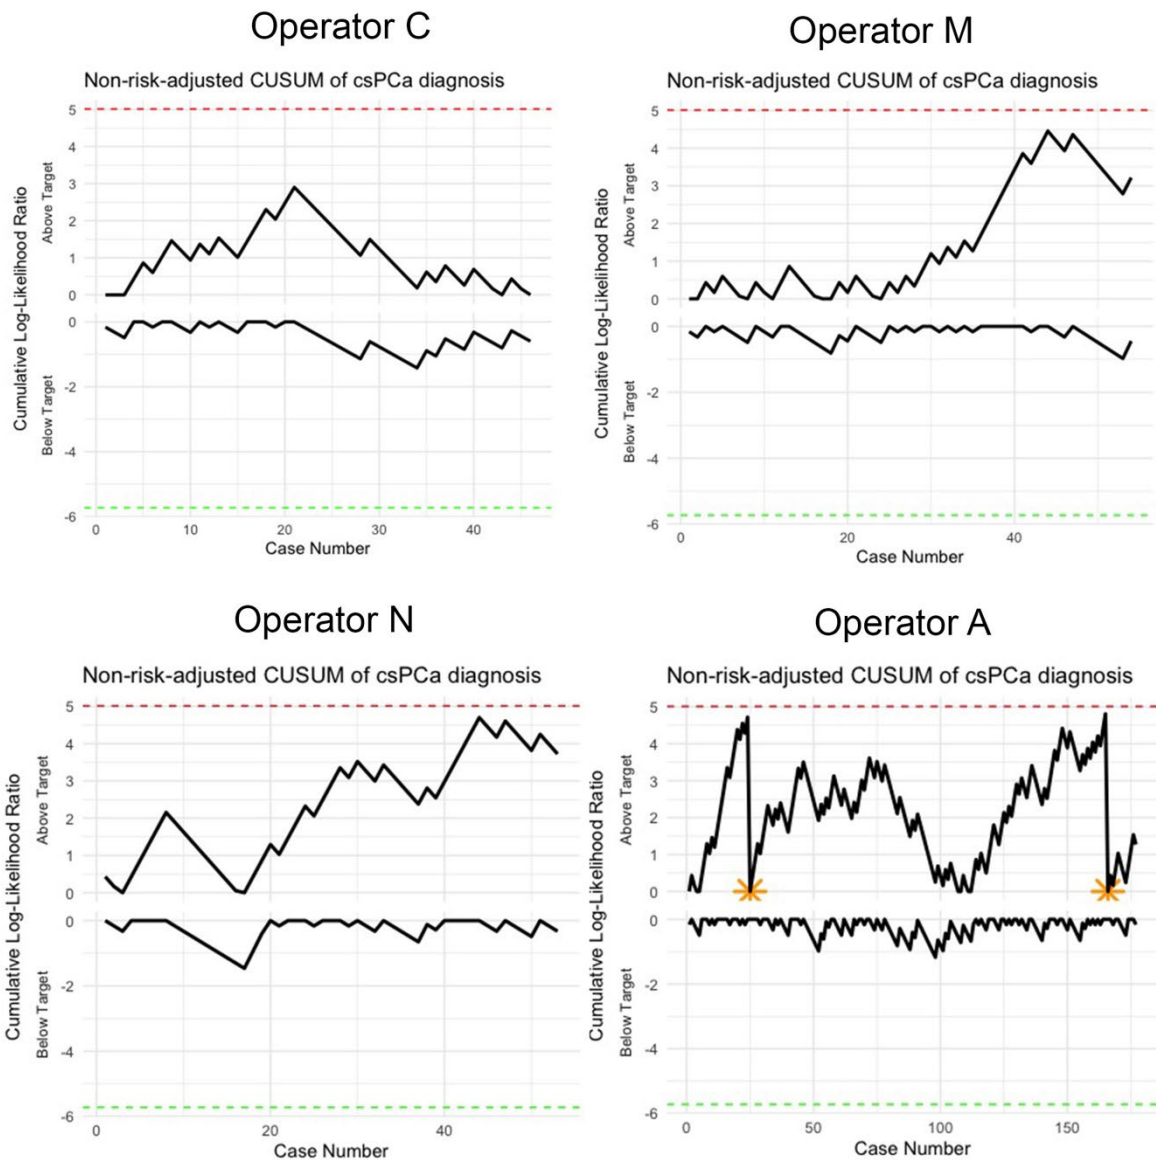 Operator C
Non-risk-adjusted CUSUM of csPCa diagnosis
Cumulative Log-Likelihood Ratio
Above Target
Below Target
5
4
3
2
1
0
0
-2
-4
-6
0
10
20
30
40
Case Number
Operator M
Non-risk-adjusted CUSUM of csPCa diagnosis
Cumulative Log-Likelihood Ratio
Above Target
Below Target
5
4
3
2
1
0
0
-2
-4
-6
0
20
40
Case Number
Operator N
Non-risk-adjusted CUSUM of csPCa diagnosis
Cumulative Log-Likelihood Ratio
Above Target
Below Target
5
4
3
2
1
0
0
-2
-4
-6
0
20
40
Case Number
Operator A
Non-risk-adjusted CUSUM of csPCa diagnosis
Cumulative Log-Likelihood Ratio
Above Target
Below Target
5
4
3
2
1
0
0
-2
-4
-6
0
50
100
150
Case Number